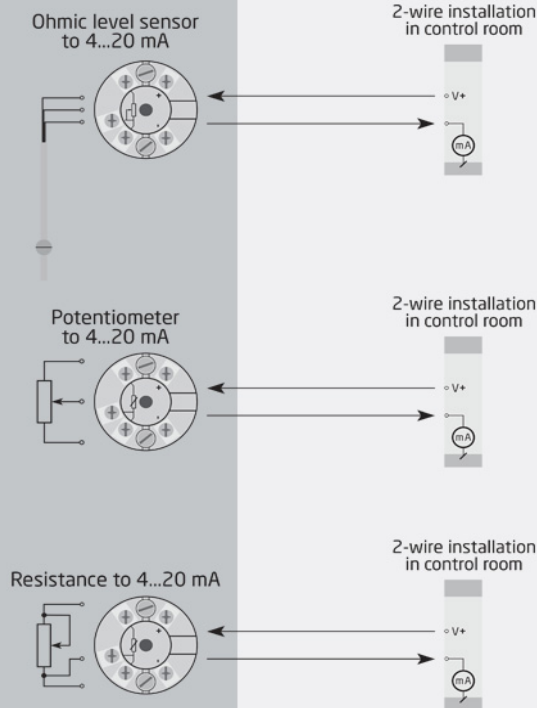 Ohmic level sensor
to 4...20 mA
2-wire installation
in control room
+
-
V+
mA
Potentiometer
to 4...20 mA
2-wire installation
in control room
+
-
V+
mA
Resistance to 4...20 mA
2-wire installation
in control room
+
-
V+
mA